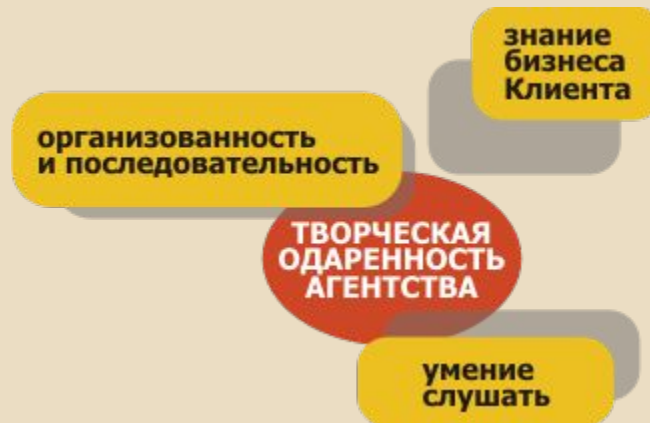 знание
бизнеса
Клиента
организованность
и последовательность
ТВОРЧЕСКАЯ
ОДАРЕННОСТЬ
АГЕНТСТВА
умение
слушать